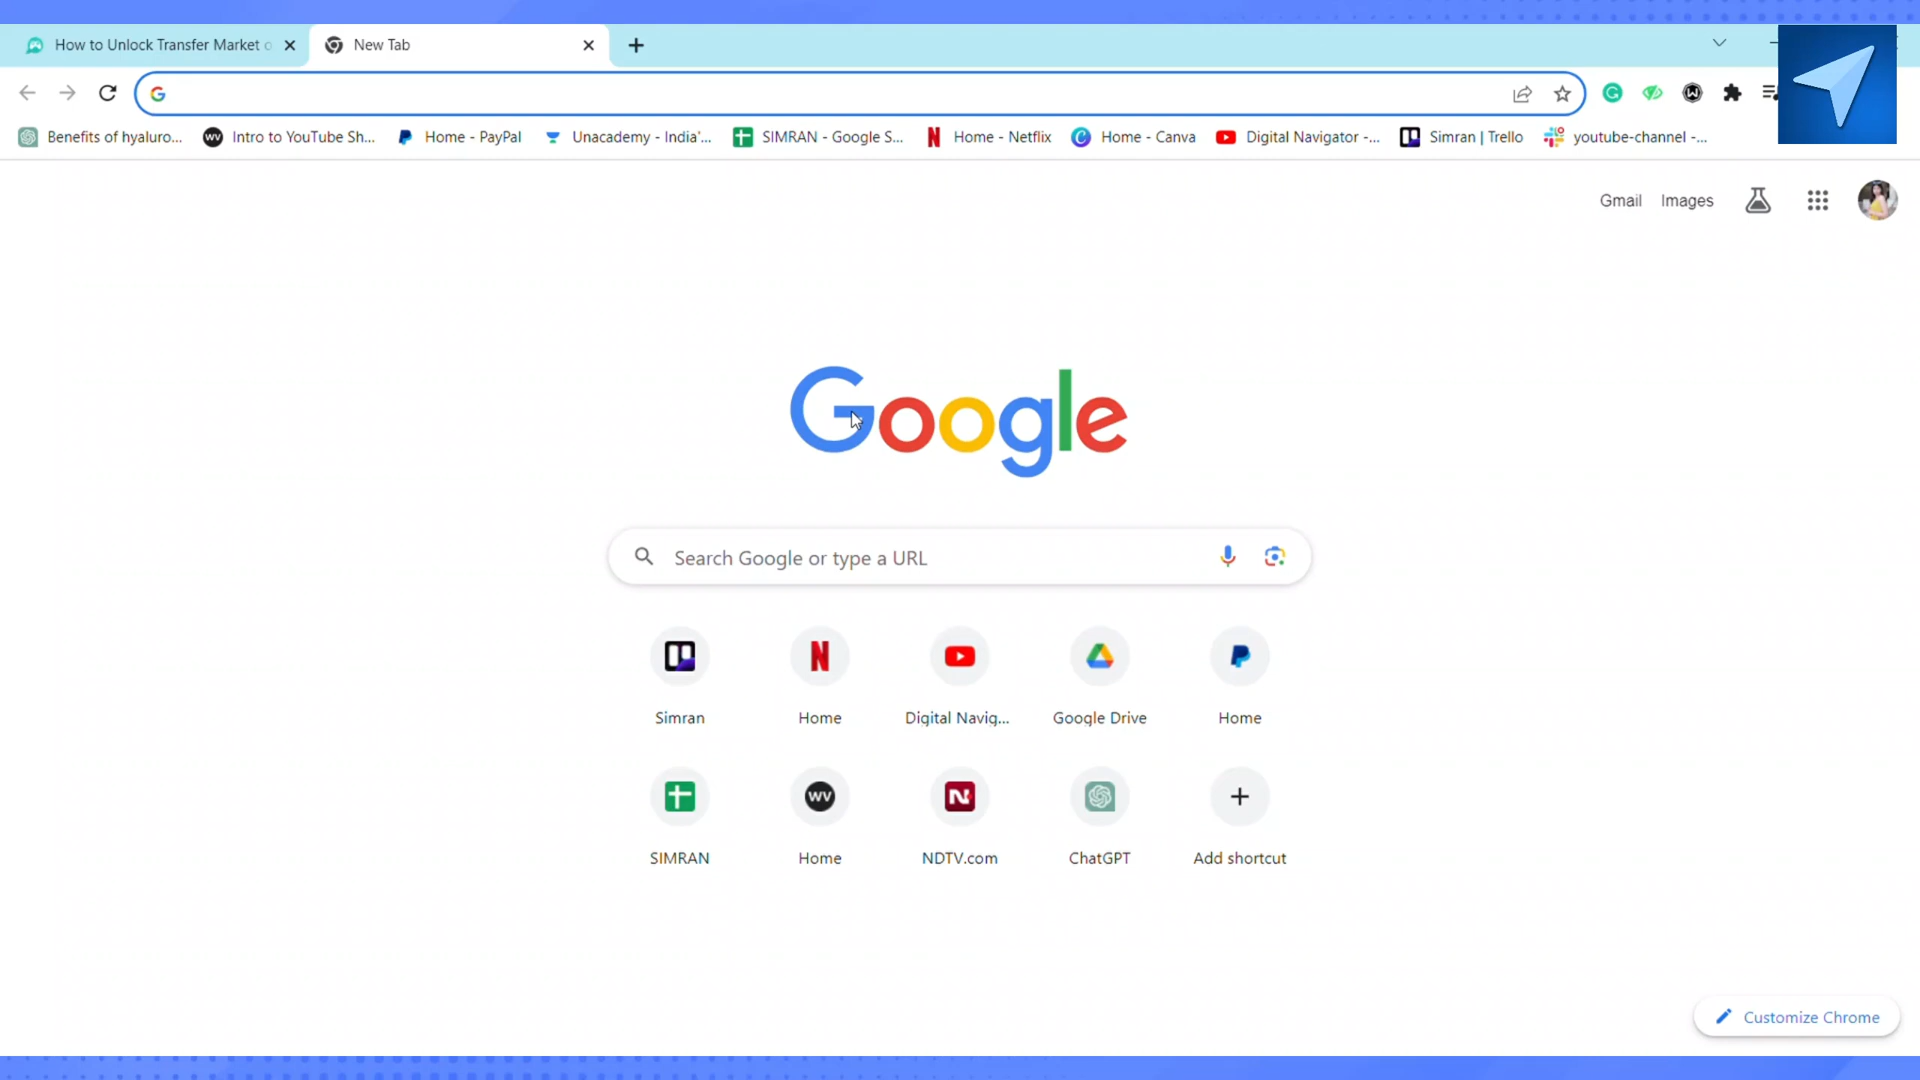 How to Unlock Transfer Market o
New Tab
Benefits of hyaluro...
Intro to YouTube Sh...
Home - PayPal
Unacademy - India'...
SIMRAN - Google S...
Home - Netflix
Home - Canva
Digital Navigator -...
Simran | Trello
youtube-channel -...
Gmail
Images
Google
Search Google or type a URL
Simran
Home
Digital Navig...
Google Drive
Home
SIMRAN
Home
NDTV.com
ChatGPT
Add shortcut
Customize Chrome